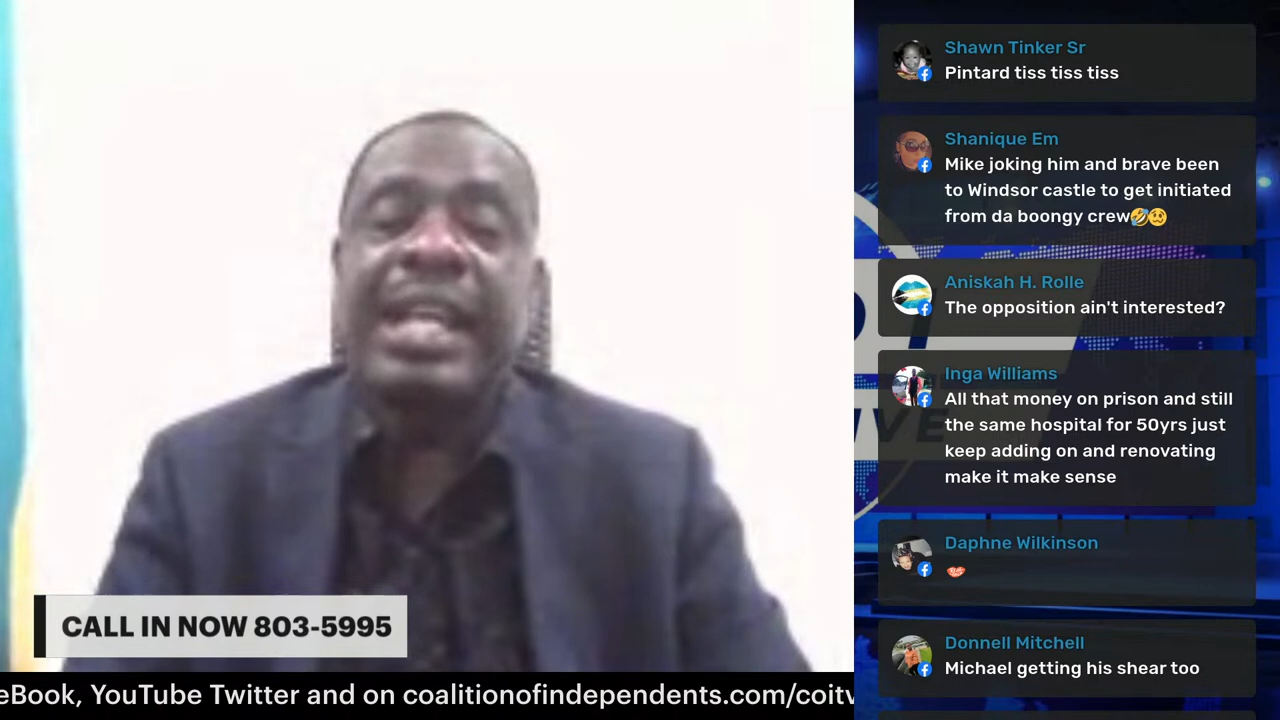 CALL IN NOW 803-5995
eBook, YouTube Twitter and on coalitionofindependents.com/coitv
Shawn Tinker Sr
Pintard tiss tiss tiss
Shanique Em
Mike joking him and brave been
to Windsor castle to get initiated
from da boongy crew🤣🥴
Aniskah H. Rolle
The opposition ain't interested?
Inga Williams
All that money on prison and still
the same hospital for 50yrs just
keep adding on and renovating
make it make sense
Daphne Wilkinson
🫦
Donnell Mitchell
Michael getting his shear too